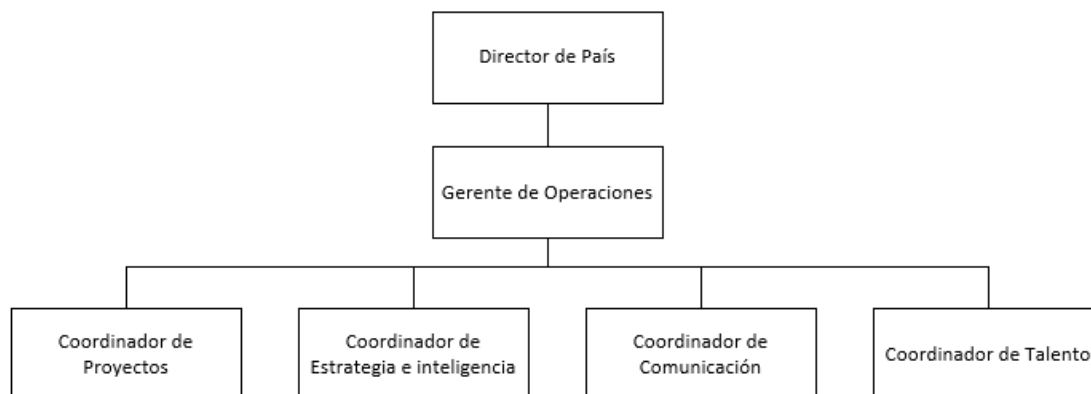 Director de País
Gerente de Operaciones
Coordinador de
Proyectos
Coordinador de
Estrategia e inteligencia
Coordinador de
Comunicación
Coordinador de Talento